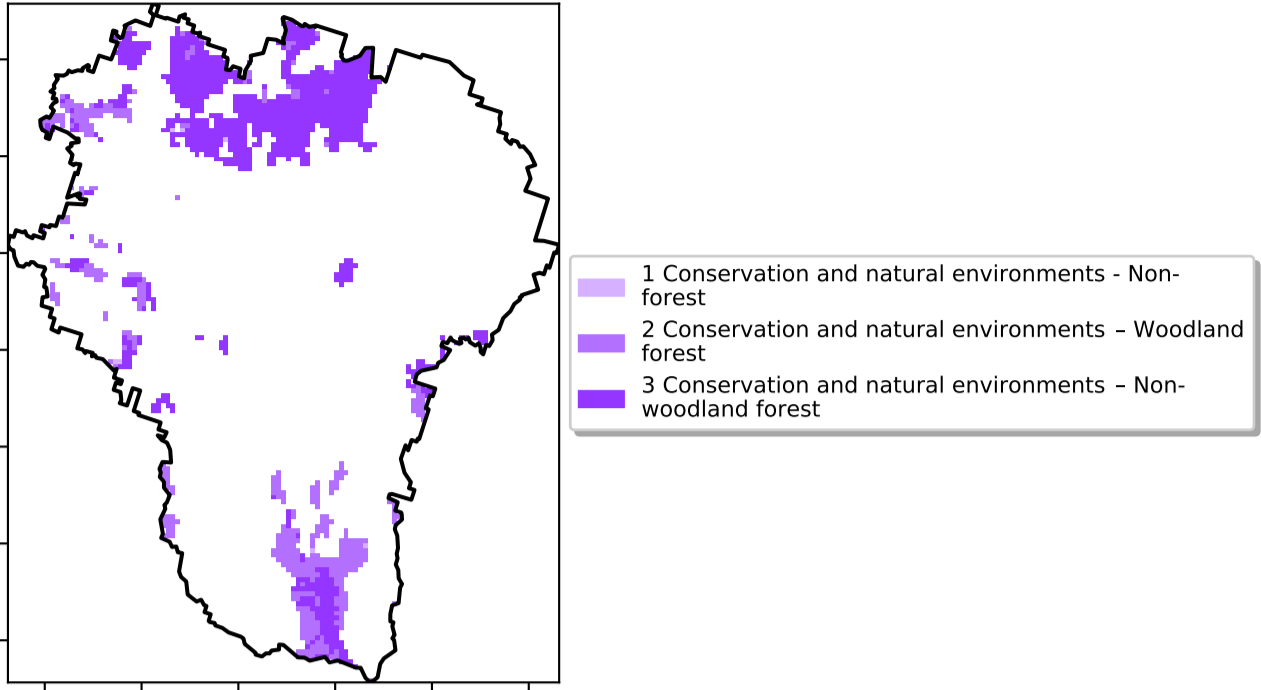 1 Conservation and natural environments - Non-
forest
2 Conservation and natural environments – Woodland
forest
3 Conservation and natural environments – Non-
woodland forest